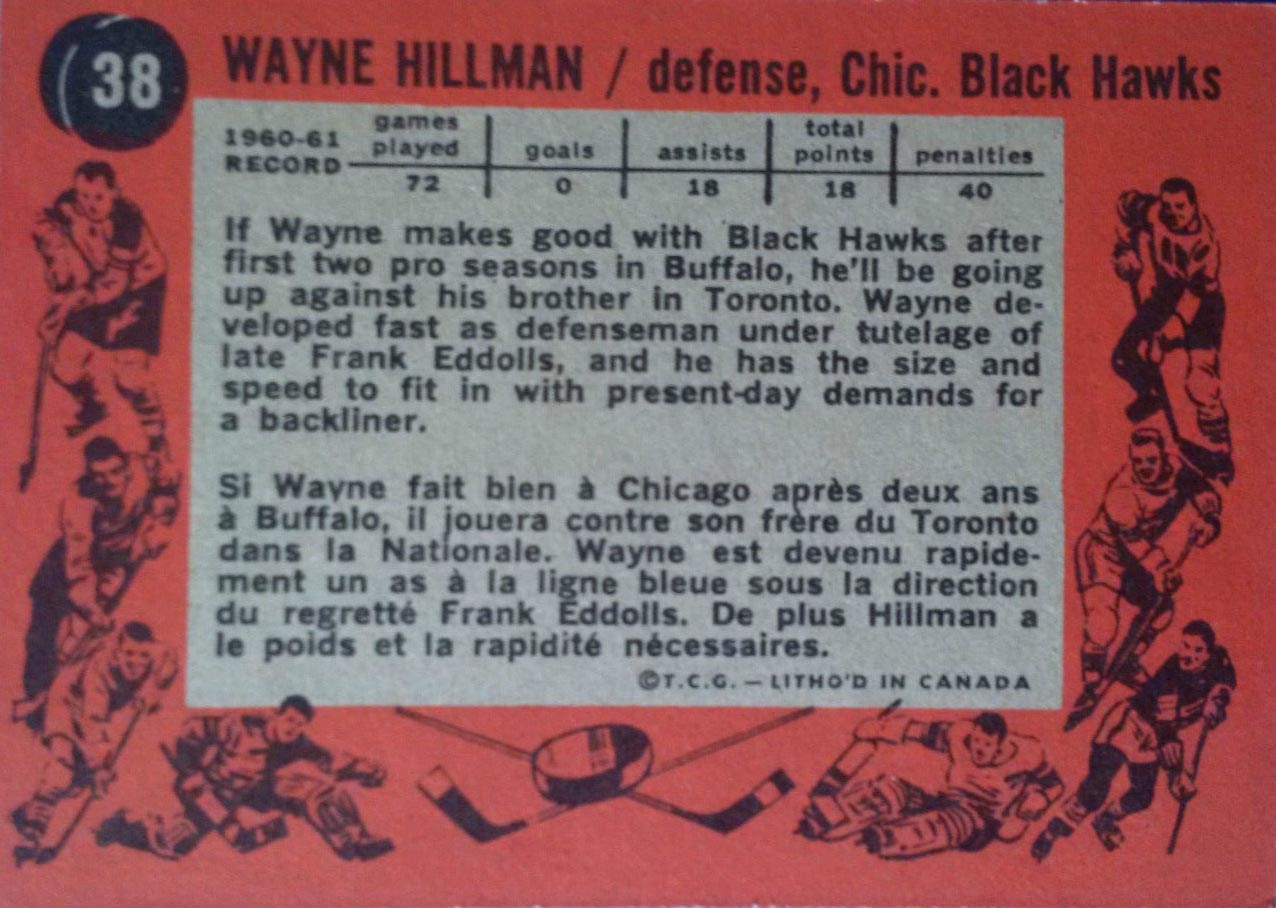 38
WAYNE HILLMAN / defense, Chic. Black Hawks
1960-61 RECORD games played goals assists total points penalties
72 0 18 18 40
If Wayne makes good with Black Hawks after
first two pro seasons in Buffalo, he'll be going
up against his brother in Toronto. Wayne de-
veloped fast as defenseman under tutelage of
late Frank Eddolls, and he has the size and
speed to fit in with present-day demands for
a backliner.
Si Wayne fait bien à Chicago après deux ans
à Buffalo, il jouera contre son frère du Toronto
dans la Nationale. Wayne est devenu rapide-
ment un as à la ligne bleue sous la direction
du regretté Frank Eddolls. De plus Hillman a
le poids et la rapidité nécessaires.
©T.C.G. — LITHO'D IN CANADA